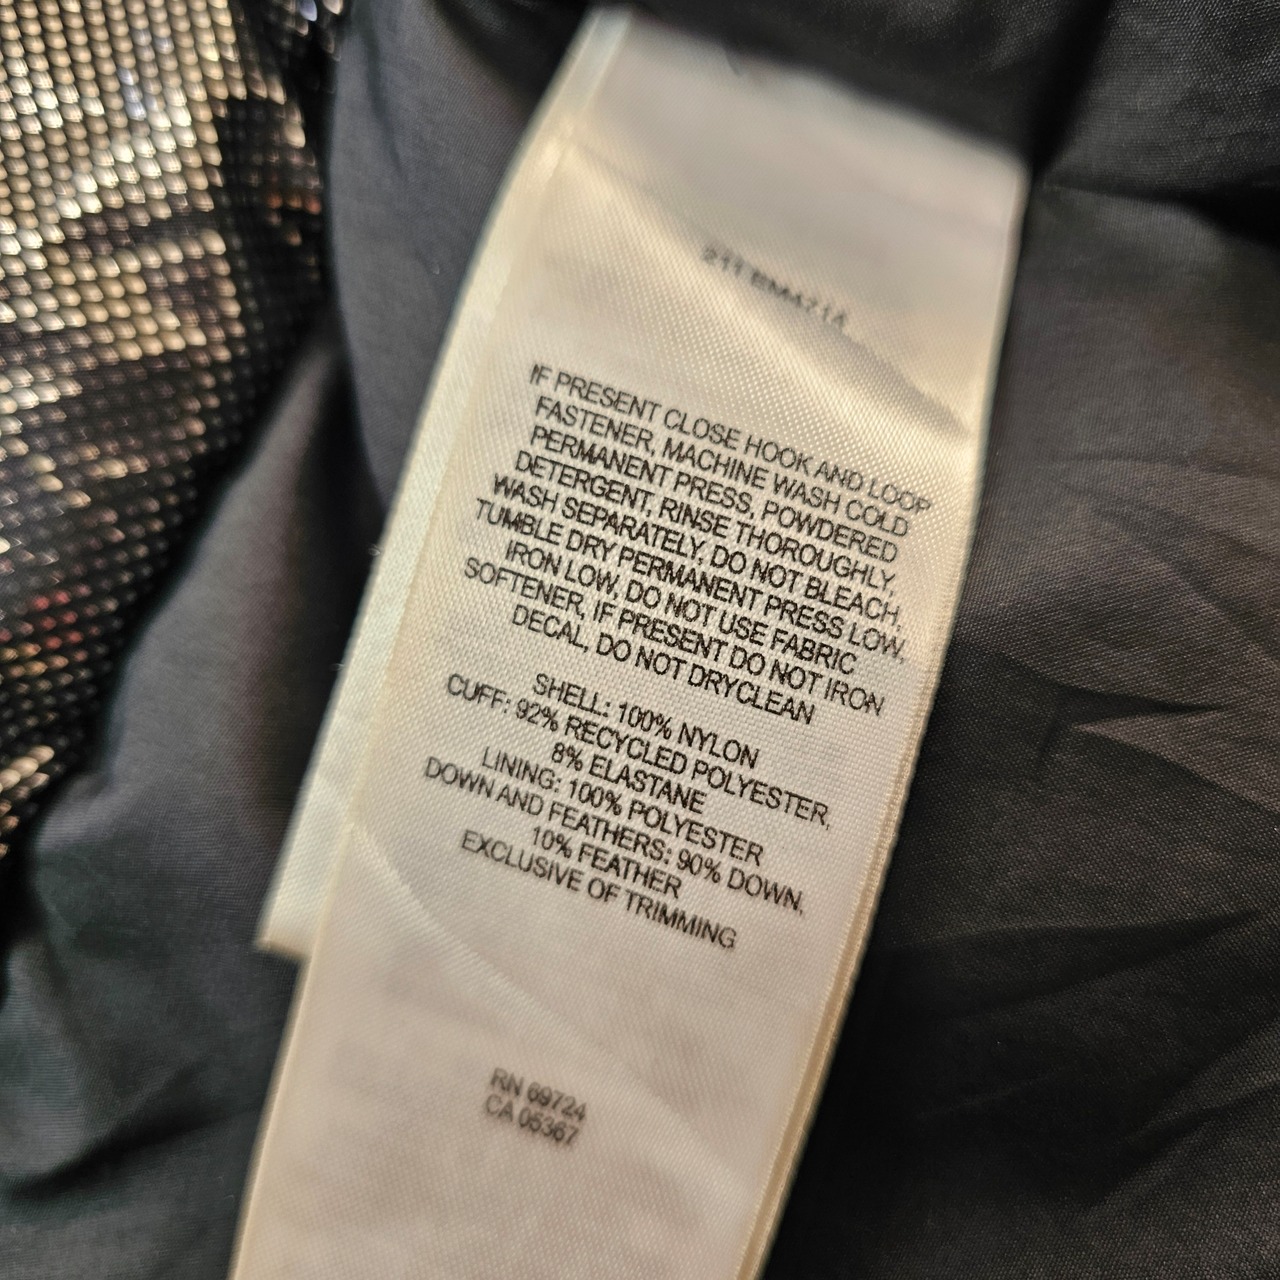 IF PRESENT CLOSE HOOK AND LOOP
FASTENER, MACHINE WASH COLD
PERMANENT PRESS, POWDERED
DETERGENT, RINSE THOROUGHLY,
WASH SEPARATELY, DO NOT BLEACH,
TUMBLE DRY PERMANENT PRESS LOW,
IRON LOW, DO NOT USE FABRIC
SOFTENER, IF PRESENT DO NOT IRON
DECAL, DO NOT DRYCLEAN
SHELL: 100% NYLON
CUFF: 92% RECYCLED POLYESTER,
8% ELASTANE
LINING: 100% POLYESTER
DOWN AND FEATHERS: 90% DOWN,
10% FEATHER
EXCLUSIVE OF TRIMMING
RN 69724
CA 05367